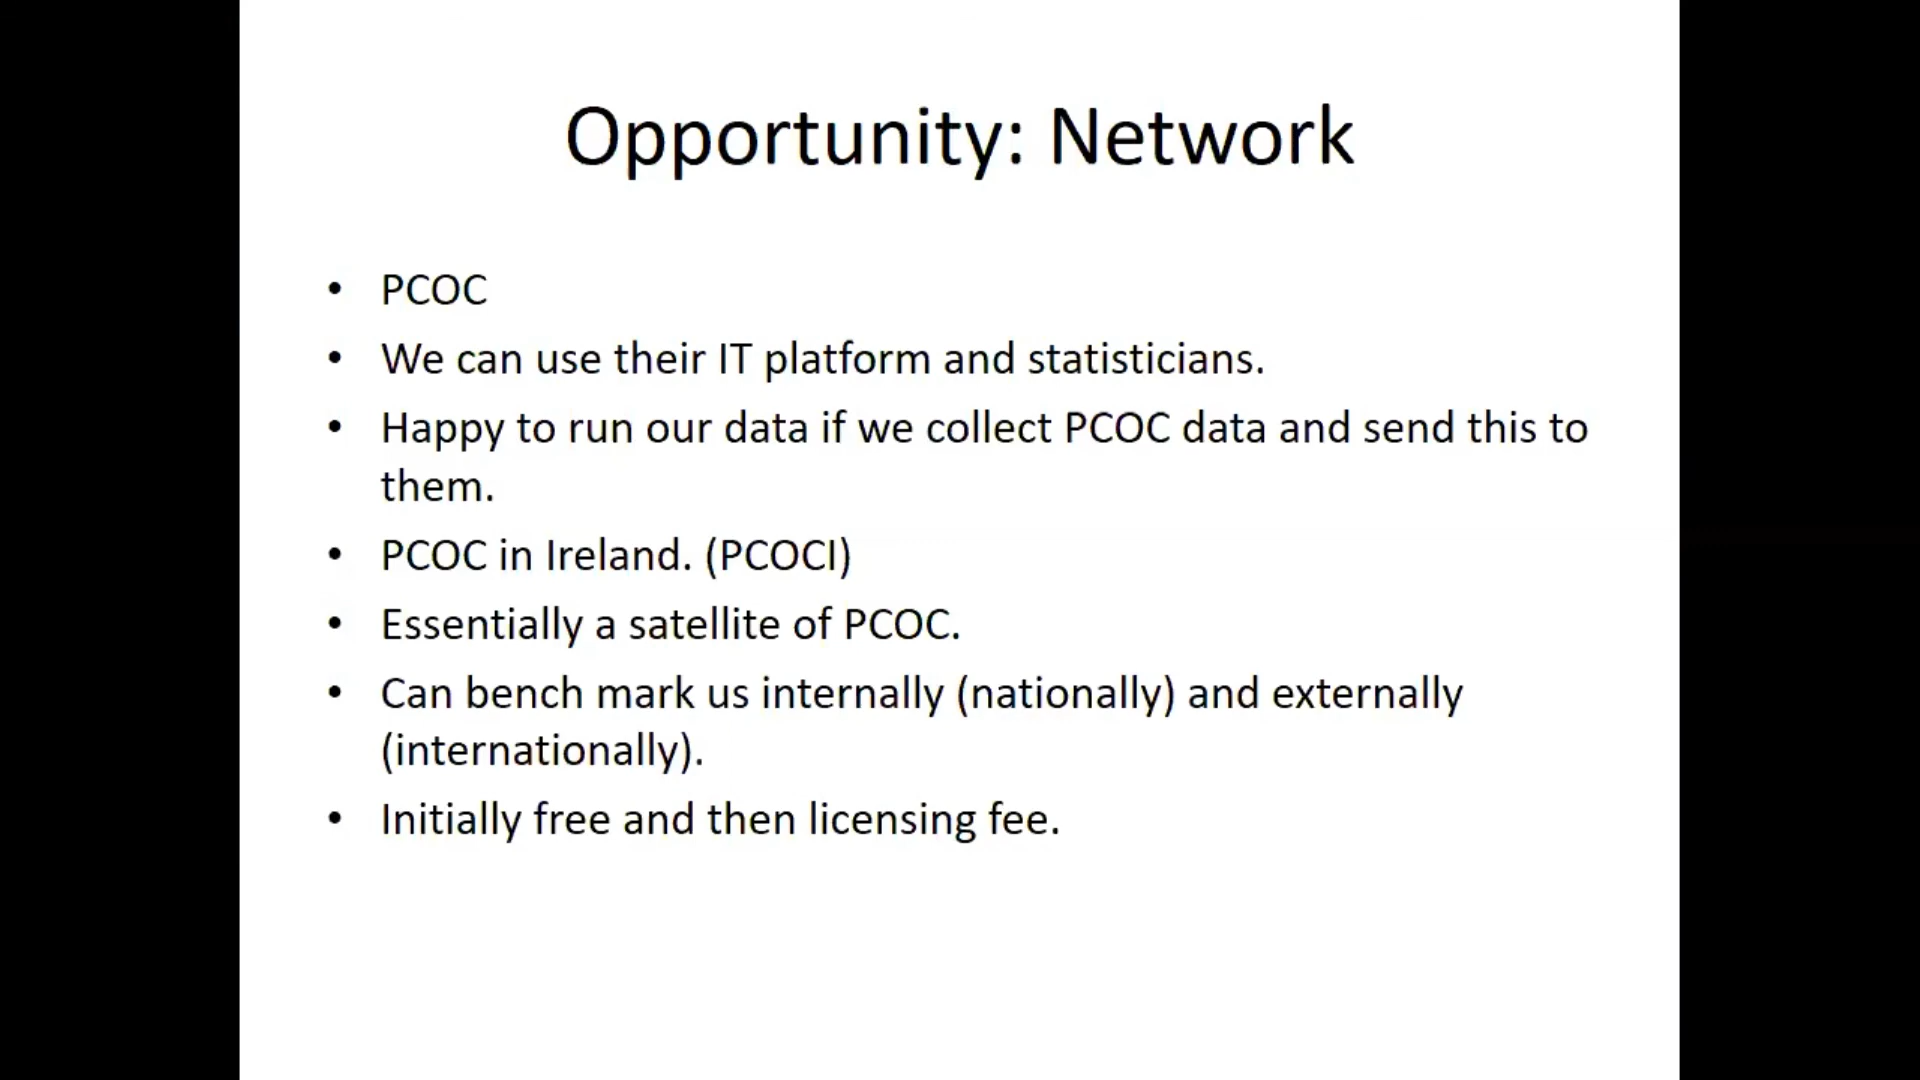 Opportunity: Network
• PCOC
• We can use their IT platform and statisticians.
• Happy to run our data if we collect PCOC data and send this to
them.
• PCOC in Ireland. (PCOCI)
• Essentially a satellite of PCOC.
• Can bench mark us internally (nationally) and externally
(internationally).
• Initially free and then licensing fee.